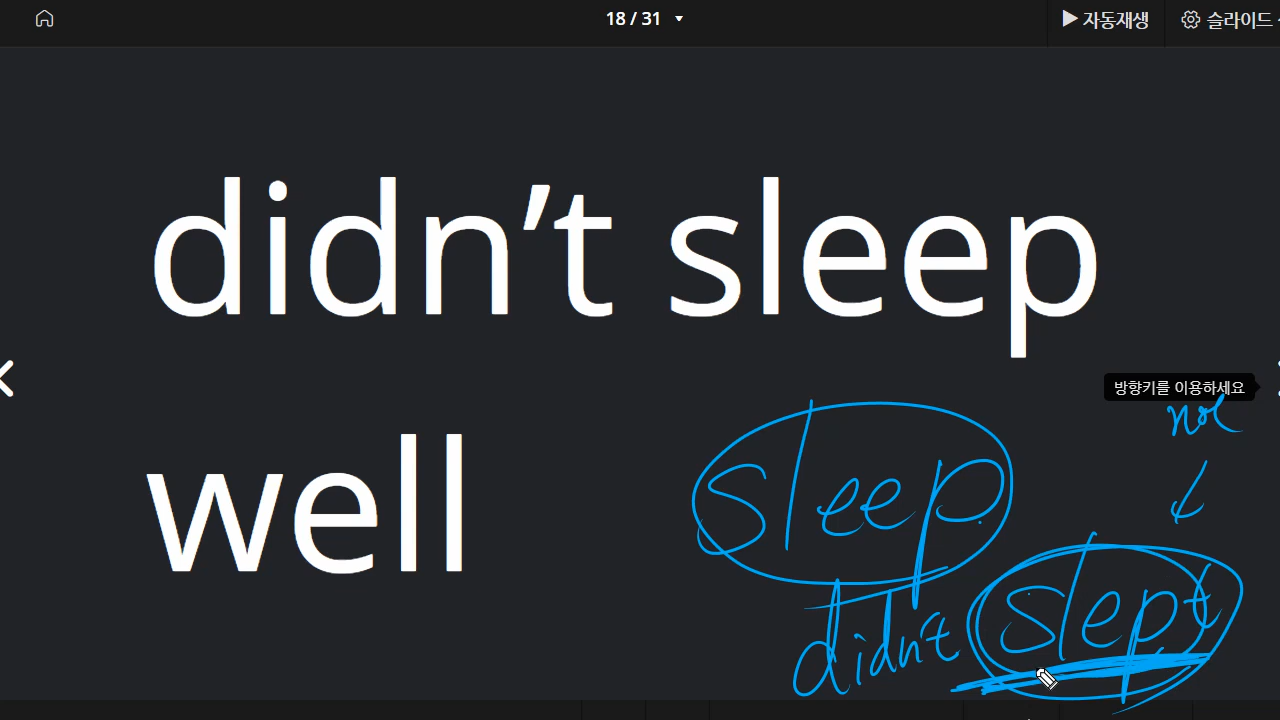 18 / 31
▶ 자동재생
슬라이드
didn't sleep
well
방향키를 이용하세요
not
sleep
didn't slept